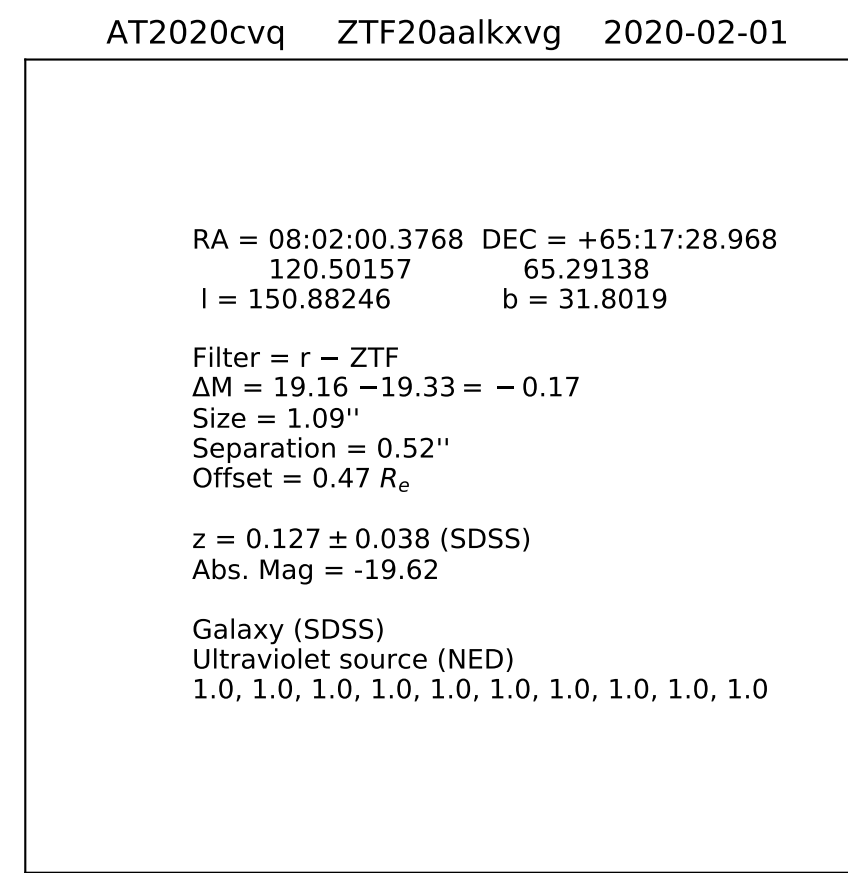 AT2020cvq ZTF20aalkxvg 2020-02-01
RA = 08:02:00.3768 DEC = +65:17:28.968
120.50157 65.29138
l = 150.88246 b = 31.8019
Filter = r − ZTF
ΔM = 19.16 −19.33 = − 0.17
Size = 1.09''
Separation = 0.52''
Offset = 0.47 Re
z = 0.127 ± 0.038 (SDSS)
Abs. Mag = -19.62
Galaxy (SDSS)
Ultraviolet source (NED)
1.0, 1.0, 1.0, 1.0, 1.0, 1.0, 1.0, 1.0, 1.0, 1.0